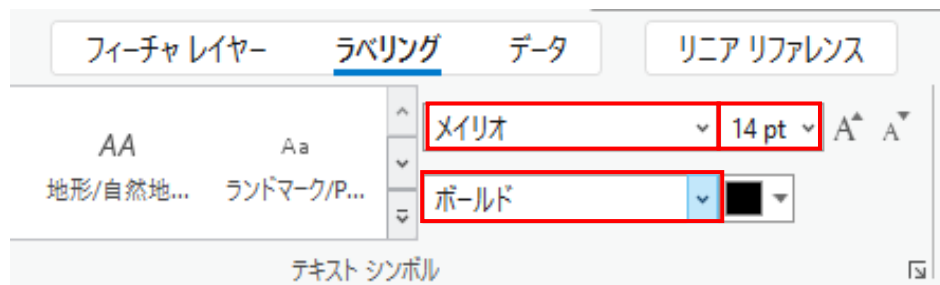 フィーチャ レイヤー ラベリング データ リニア リファレンス
メイリオ 14 pt A A
AA Aa
地形/自然地... ランドマーク/P...
ボールド
テキスト シンボル